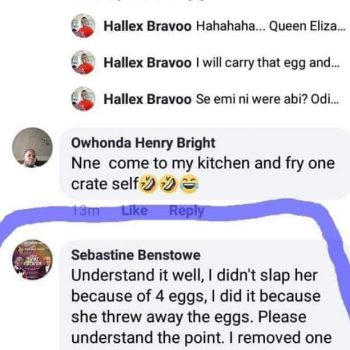 Hallex Bravoo Hahahaha... Queen Eliza...
Hallex Bravoo I will carry that egg and...
Hallex Bravoo Se emi ni were abi? Odi...
Owhonda Henry Bright
Nne come to my kitchen and fry one
crate self🤣🤣😂
13m Like Reply
Sebastine Benstowe
Understand it well, I didn't slap her
because of 4 eggs, I did it because
she threw away the eggs. Please
understand the point. I removed one